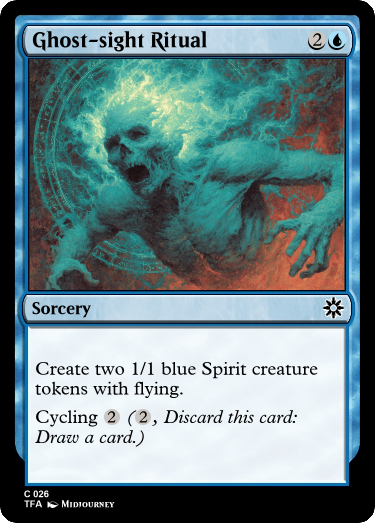 Ghost-sight Ritual 2
Sorcery
Create two 1/1 blue Spirit creature
tokens with flying.
Cycling 2 (2, Discard this card:
Draw a card.)
C 026
TFA Midjourney